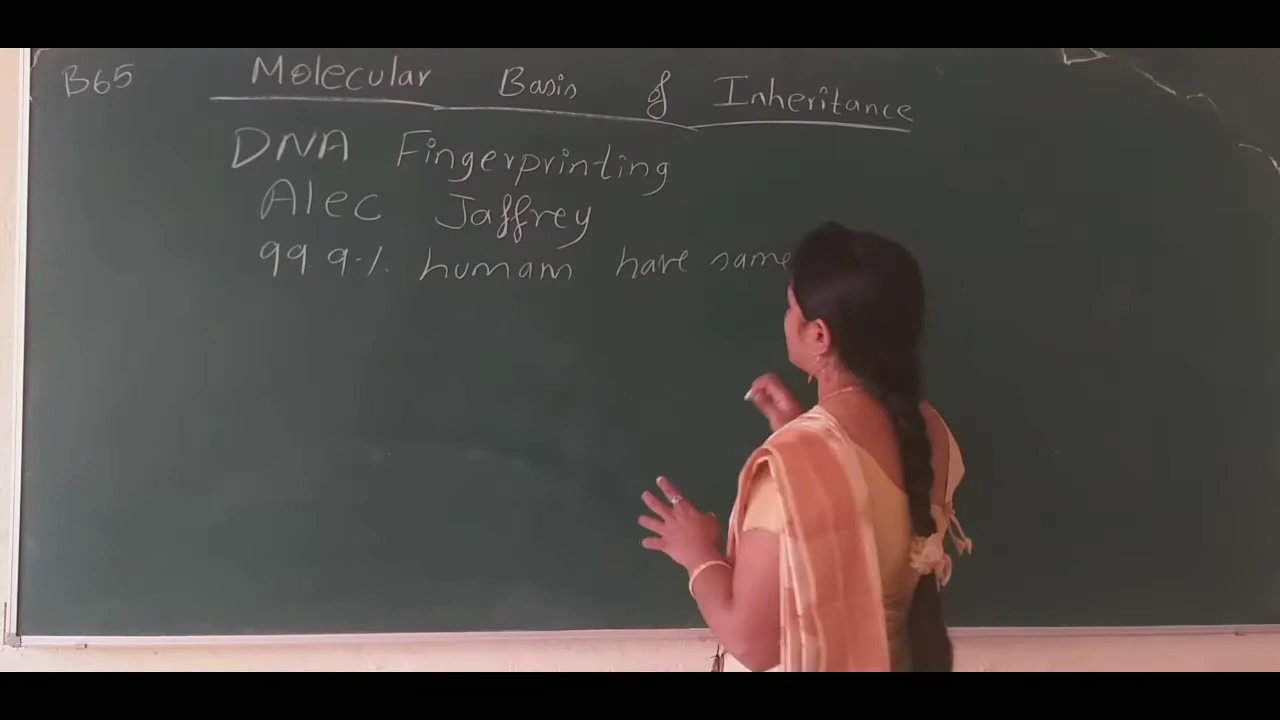 B65
Molecular Basis of Inheritance
DNA Fingerprinting
Alec Jaffrey
99.9% humam have same